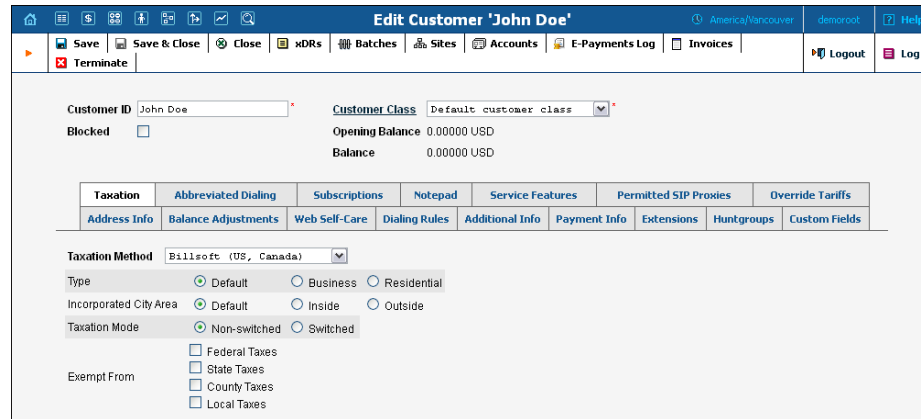 Edit Customer 'John Doe' America/Vancouver demoroot Help
Save Save & Close Close xDRs Batches Sites Accounts E-Payments Log Invoices
Terminate
Logout Log
Customer ID John Doe * Customer Class Default customer class *
Blocked Opening Balance 0.00000 USD
Balance 0.00000 USD
Taxation Abbreviated Dialing Subscriptions Notepad Service Features Permitted SIP Proxies Override Tariffs
Address Info Balance Adjustments Web Self-Care Dialing Rules Additional Info Payment Info Extensions Huntgroups Custom Fields
Taxation Method Billsoft (US, Canada)
Type Default Business Residential
Incorporated City Area Default Inside Outside
Taxation Mode Non-switched Switched
Exempt From
Federal Taxes
State Taxes
County Taxes
Local Taxes